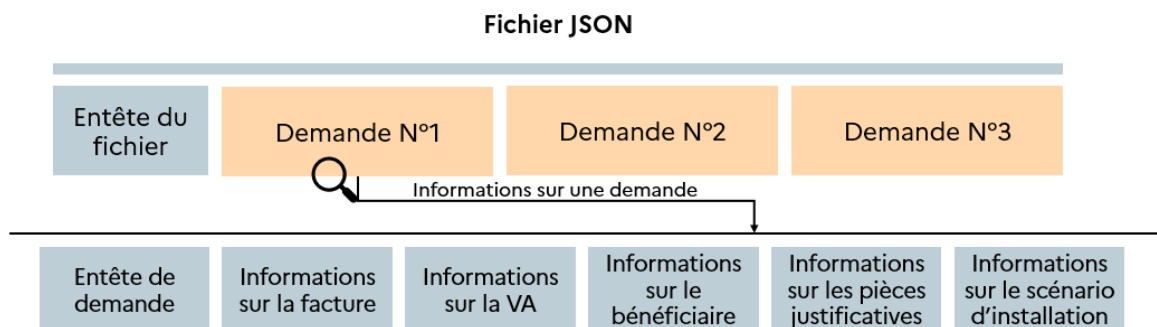 Fichier JSON
Entête du
fichier
Demande N°1
Demande N°2
Demande N°3
Informations sur une demande
Entête de
demande
Informations
sur la facture
Informations
sur la VA
Informations
sur le
bénéficiaire
Informations
sur les pièces
justificatives
Informations
sur le scénario
d'installation